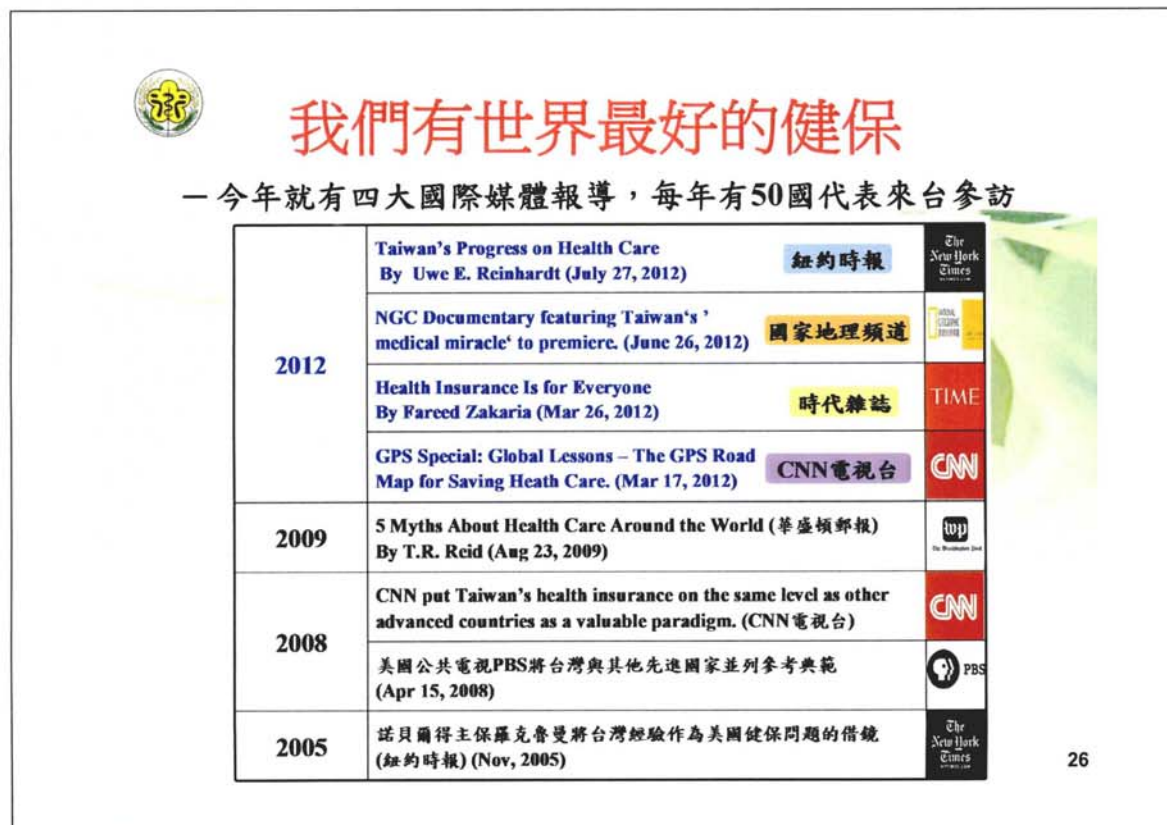 我們有世界最好的健保
－今年就有四大國際媒體報導，每年有50國代表來台參訪
2012
Taiwan's Progress on Health Care
By Uwe E. Reinhardt (July 27, 2012)
紐約時報
The
New York
Times
NGC Documentary featuring Taiwan‘s ’
medical miracle‘ to premiere. (June 26, 2012)
國家地理頻道
Health Insurance Is for Everyone
By Fareed Zakaria (Mar 26, 2012)
時代雜誌
TIME
GPS Special: Global Lessons – The GPS Road
Map for Saving Heath Care. (Mar 17, 2012)
CNN電視台
CNN
2009
5 Myths About Health Care Around the World (華盛頓郵報)
By T.R. Reid (Aug 23, 2009)
wp
The Washington Post
2008
CNN put Taiwan's health insurance on the same level as other
advanced countries as a valuable paradigm. (CNN電視台)
CNN
美國公共電視PBS將台灣與其他先進國家並列參考典範
(Apr 15, 2008)
PBS
2005
諾貝爾得主保羅克魯曼將台灣經驗作為美國健保問題的借鏡
(紐約時報) (Nov, 2005)
The
New York
Times
26